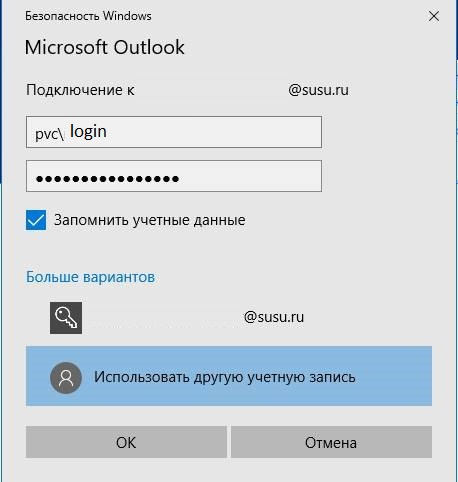 Безопасность Windows
Microsoft Outlook
Подключение к @susu.ru
pvc\ login
••••••••••••••••
Запомнить учетные данные
Больше вариантов
@susu.ru
Использовать другую учетную запись
ОК
Отмена